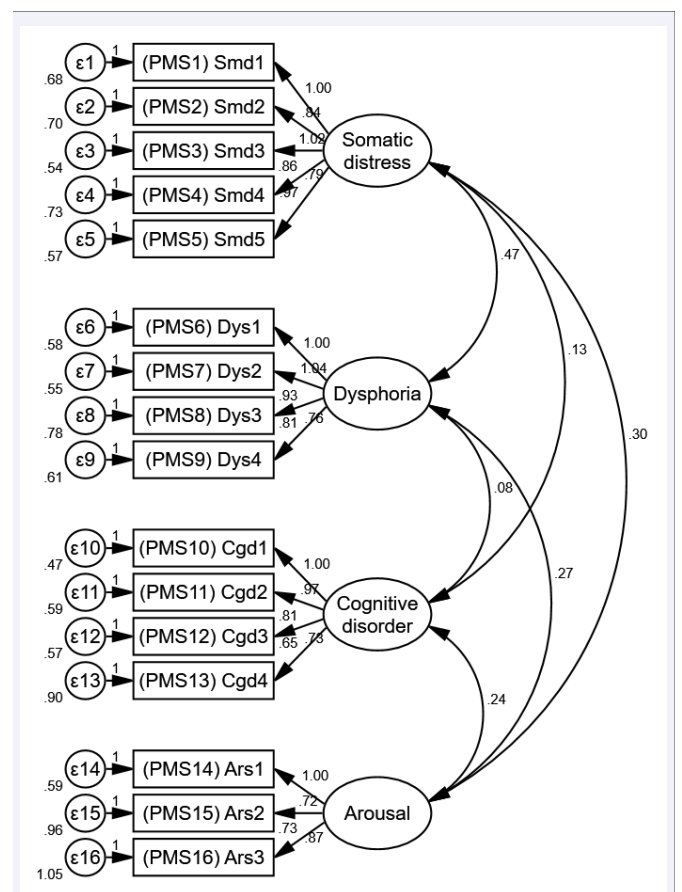 ε1 1 (PMS1) Smd1
.68
1.00
ε2 1 (PMS2) Smd2
.70
.84
ε3 1 (PMS3) Smd3
.54
1.02
ε4 1 (PMS4) Smd4
.73
.86
.79
.97
ε5 1 (PMS5) Smd5
.57
Somatic
distress
.47
.13
.30
ε6 1 (PMS6) Dys1
.58
1.00
ε7 1 (PMS7) Dys2
.55
1.04
ε8 1 (PMS8) Dys3
.78
.93
ε9 1 (PMS9) Dys4
.61
.81
.76
Dysphoria
.08
.27
ε10 1 (PMS10) Cgd1
.47
1.00
ε11 1 (PMS11) Cgd2
.59
.97
ε12 1 (PMS12) Cgd3
.57
.81
ε13 1 (PMS13) Cgd4
.90
.65
.73
Cognitive
disorder
.24
ε14 1 (PMS14) Ars1
.59
1.00
ε15 1 (PMS15) Ars2
.96
.72
ε16 1 (PMS16) Ars3
1.05
.73
.87
Arousal